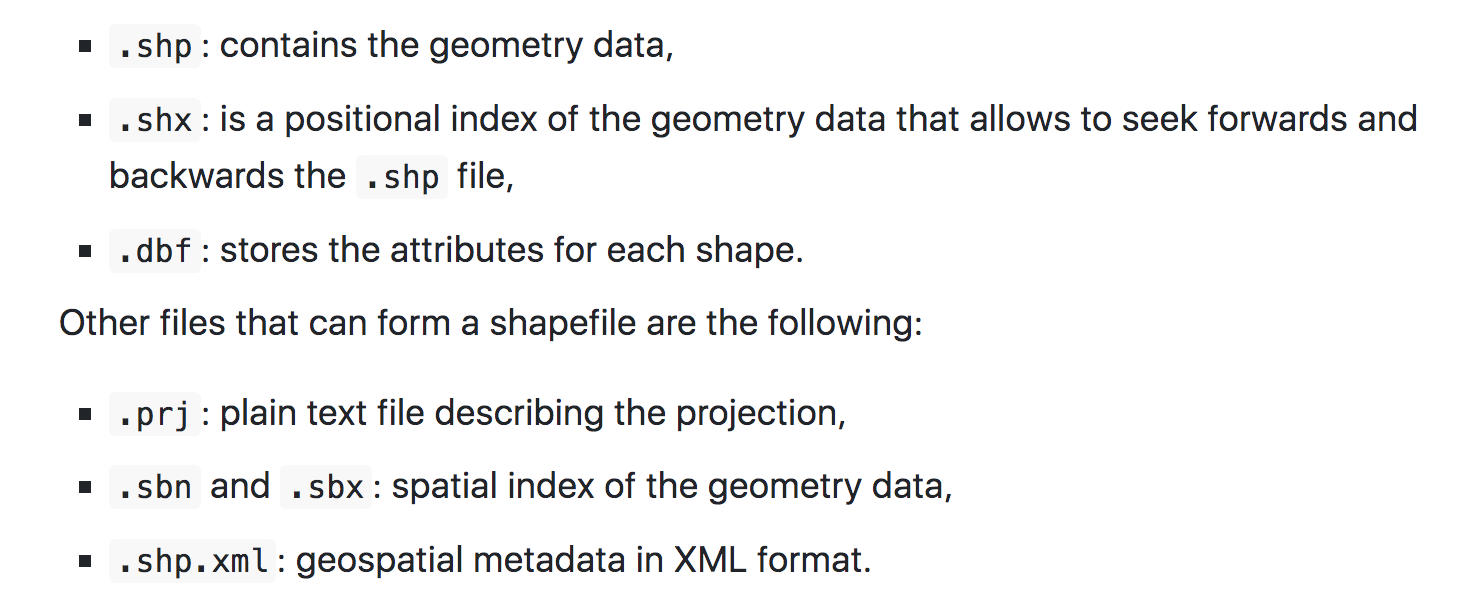 ▪ .shp: contains the geometry data,
▪ .shx: is a positional index of the geometry data that allows to seek forwards and
backwards the .shp file,
▪ .dbf: stores the attributes for each shape.
Other files that can form a shapefile are the following:
▪ .prj: plain text file describing the projection,
▪ .sbn and .sbx: spatial index of the geometry data,
▪ .shp.xml: geospatial metadata in XML format.